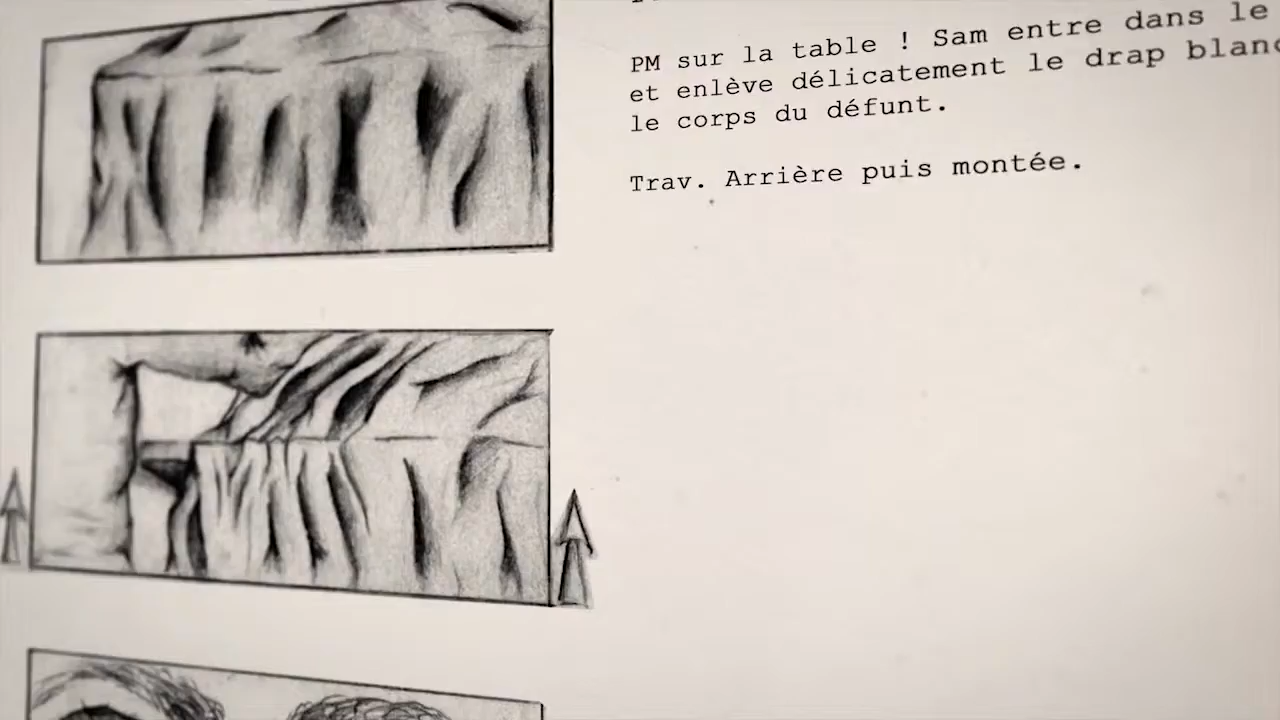 PM sur la table ! Sam entre dans le
et enlève délicatement le drap blanc
le corps du défunt.
Trav. Arrière puis montée.